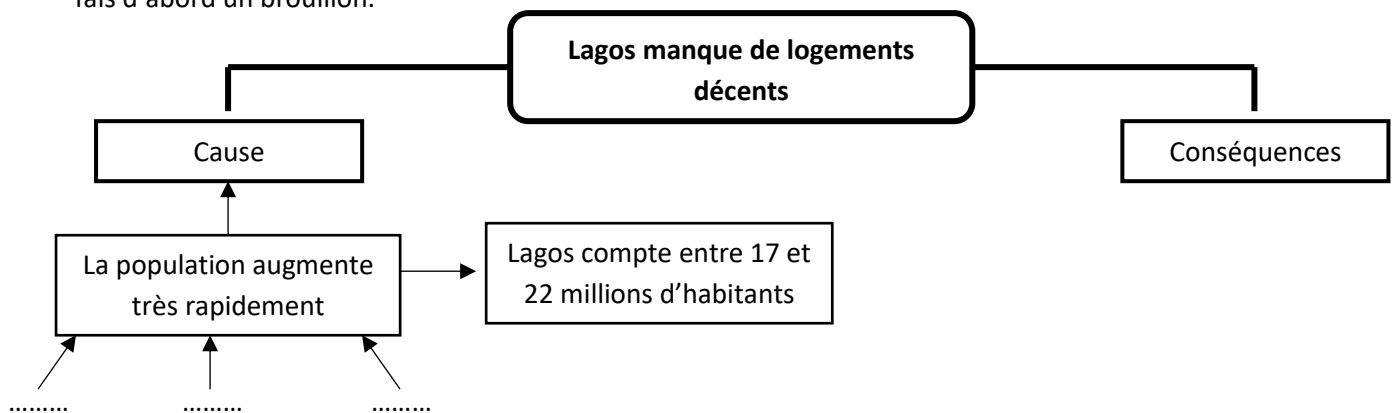 fais d'abord un brouillon.
Lagos manque de logements
décents
Cause
Conséquences
La population augmente
très rapidement
Lagos compte entre 17 et
22 millions d’habitants
……… ……… ………